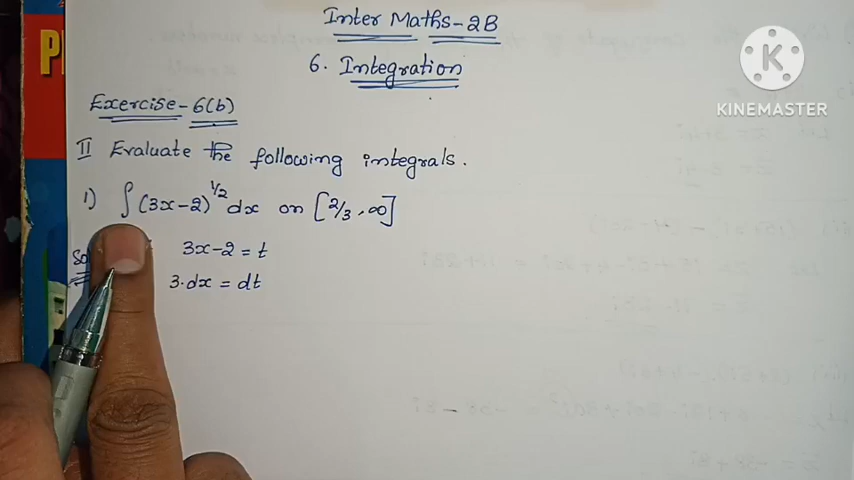 Inter Maths-2B
6. Integration
KINEMASTER
Exercise-6(b)
II Evaluate the following integrals.
1) ∫(3x-2)^1/2 dx on [2/3, ∞]
3x-2 = t
3.dx = dt